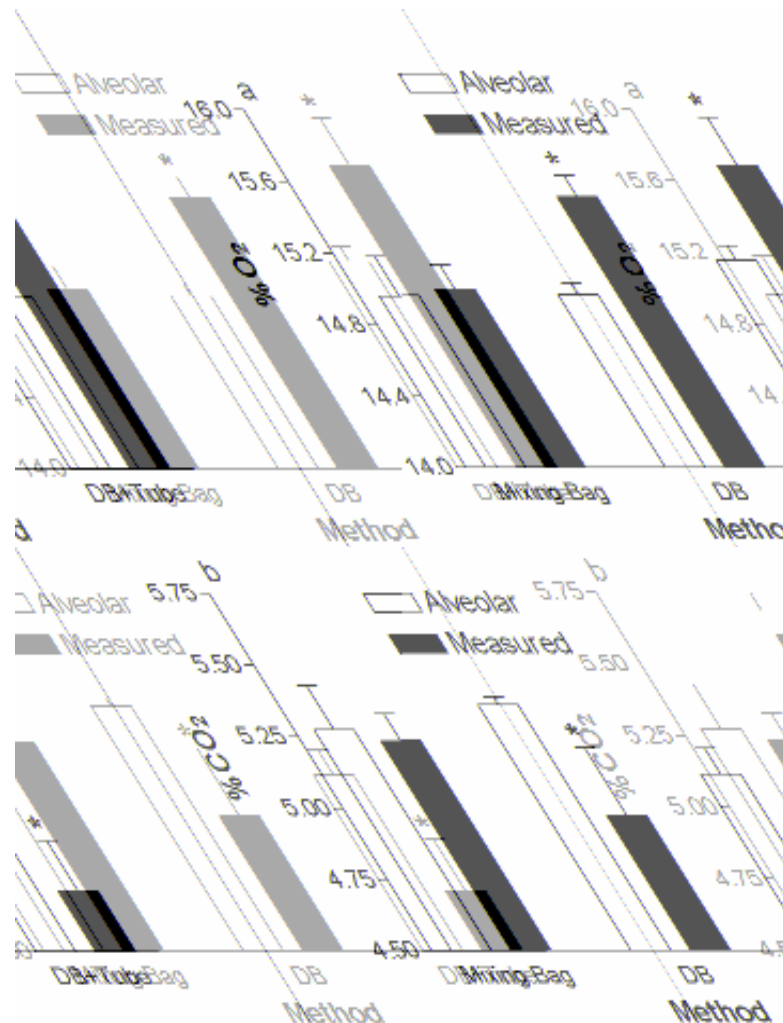 Alveolar a Alveolar a
16.0 16.0
Measured Measured
* * * *
15.6 15.6
15.2 15.2
% O2 % O2
14.8 14.8
14.4
14.0 14.0
DB Mixing-Bag DB
Method Method
b b
5.75 5.75
Alveolar Alveolar
Measured Measured
5.50 5.50
* *
% CO2 % CO2
5.25 5.25
5.00 5.00
* *
4.75 4.75
4.50
DB Mixing-Bag DB
Method Method